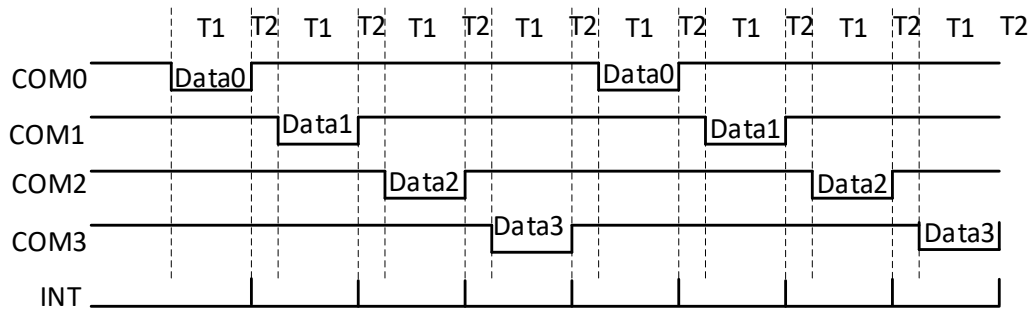 T1 T2 T1 T2 T1 T2 T1 T2 T1 T2 T1 T2 T1 T2 T1 T2
COM0 Data0 Data0
COM1 Data1 Data1
COM2 Data2 Data2
COM3 Data3 Data3
INT